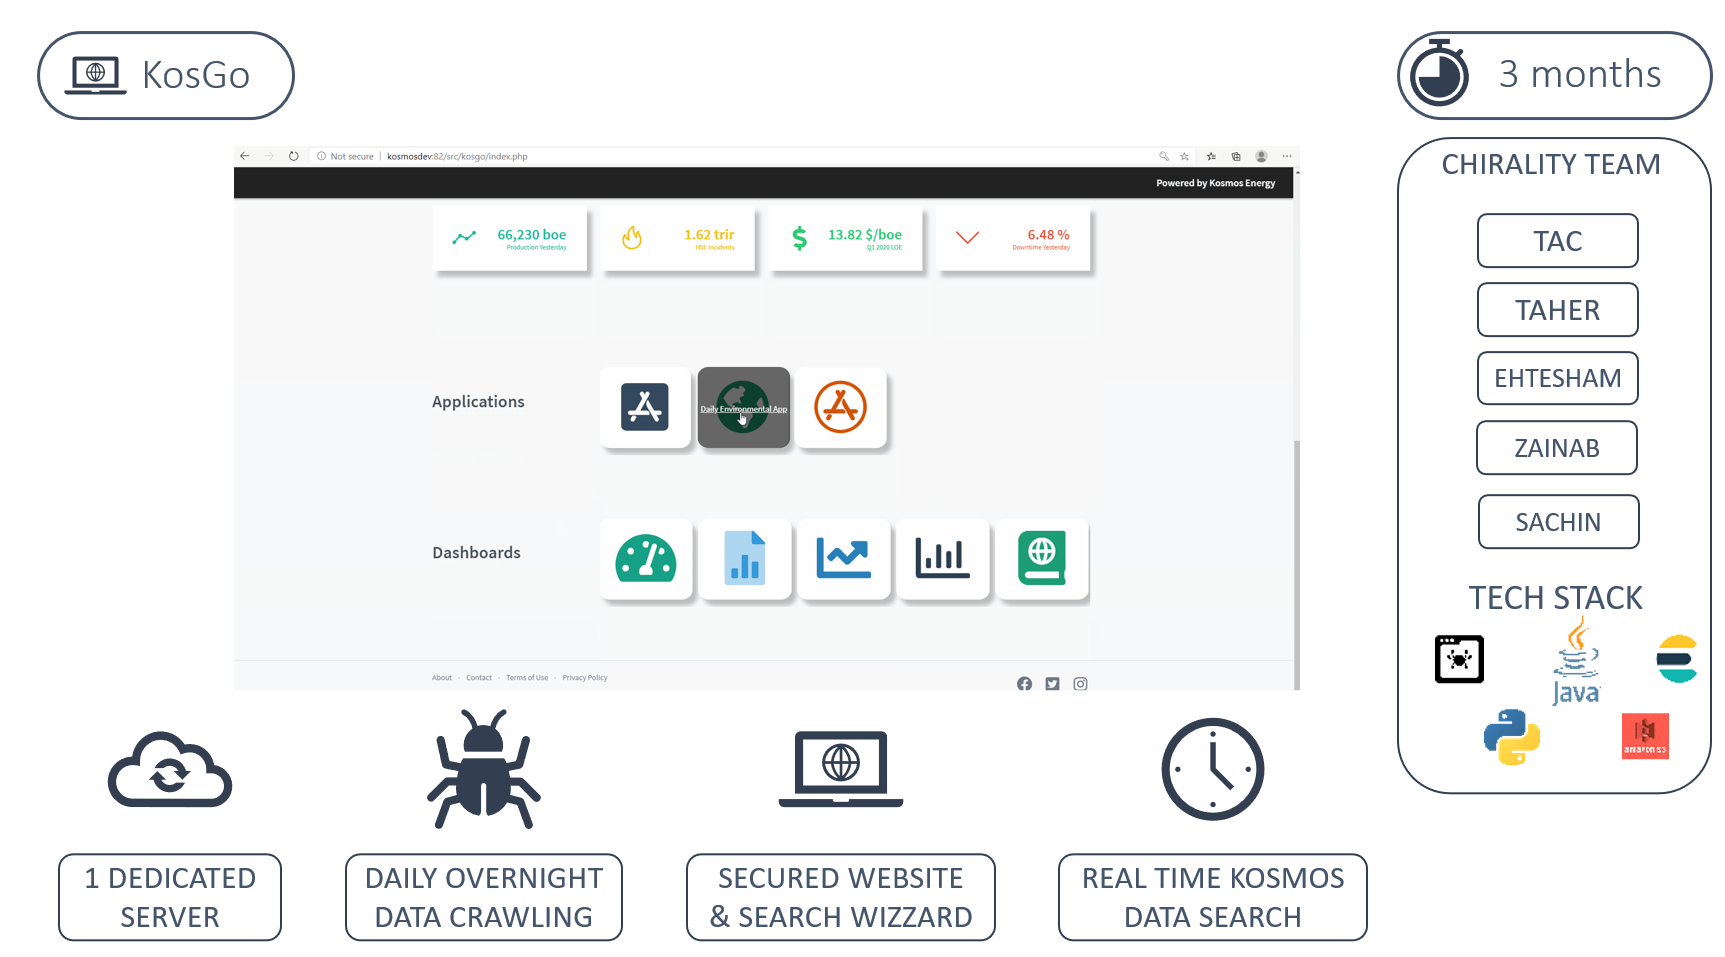 KosGo
3 months
Not secure | kosmosdev:82/src/kosgo/index.php
Powered by Kosmos Energy
66,230 boe
Production Yesterday
1.62 trir
HSE Incidents
13.82 $/boe
Q1 2020 LOE
6.48 %
Downtime Yesterday
Applications
Daily Environmental App
Dashboards
About · Contact · Terms of Use · Privacy Policy
CHIRALITY TEAM
TAC
TAHER
EHTESHAM
ZAINAB
SACHIN
TECH STACK
Java
amazon S3
1 DEDICATED
SERVER
DAILY OVERNIGHT
DATA CRAWLING
SECURED WEBSITE
& SEARCH WIZZARD
REAL TIME KOSMOS
DATA SEARCH